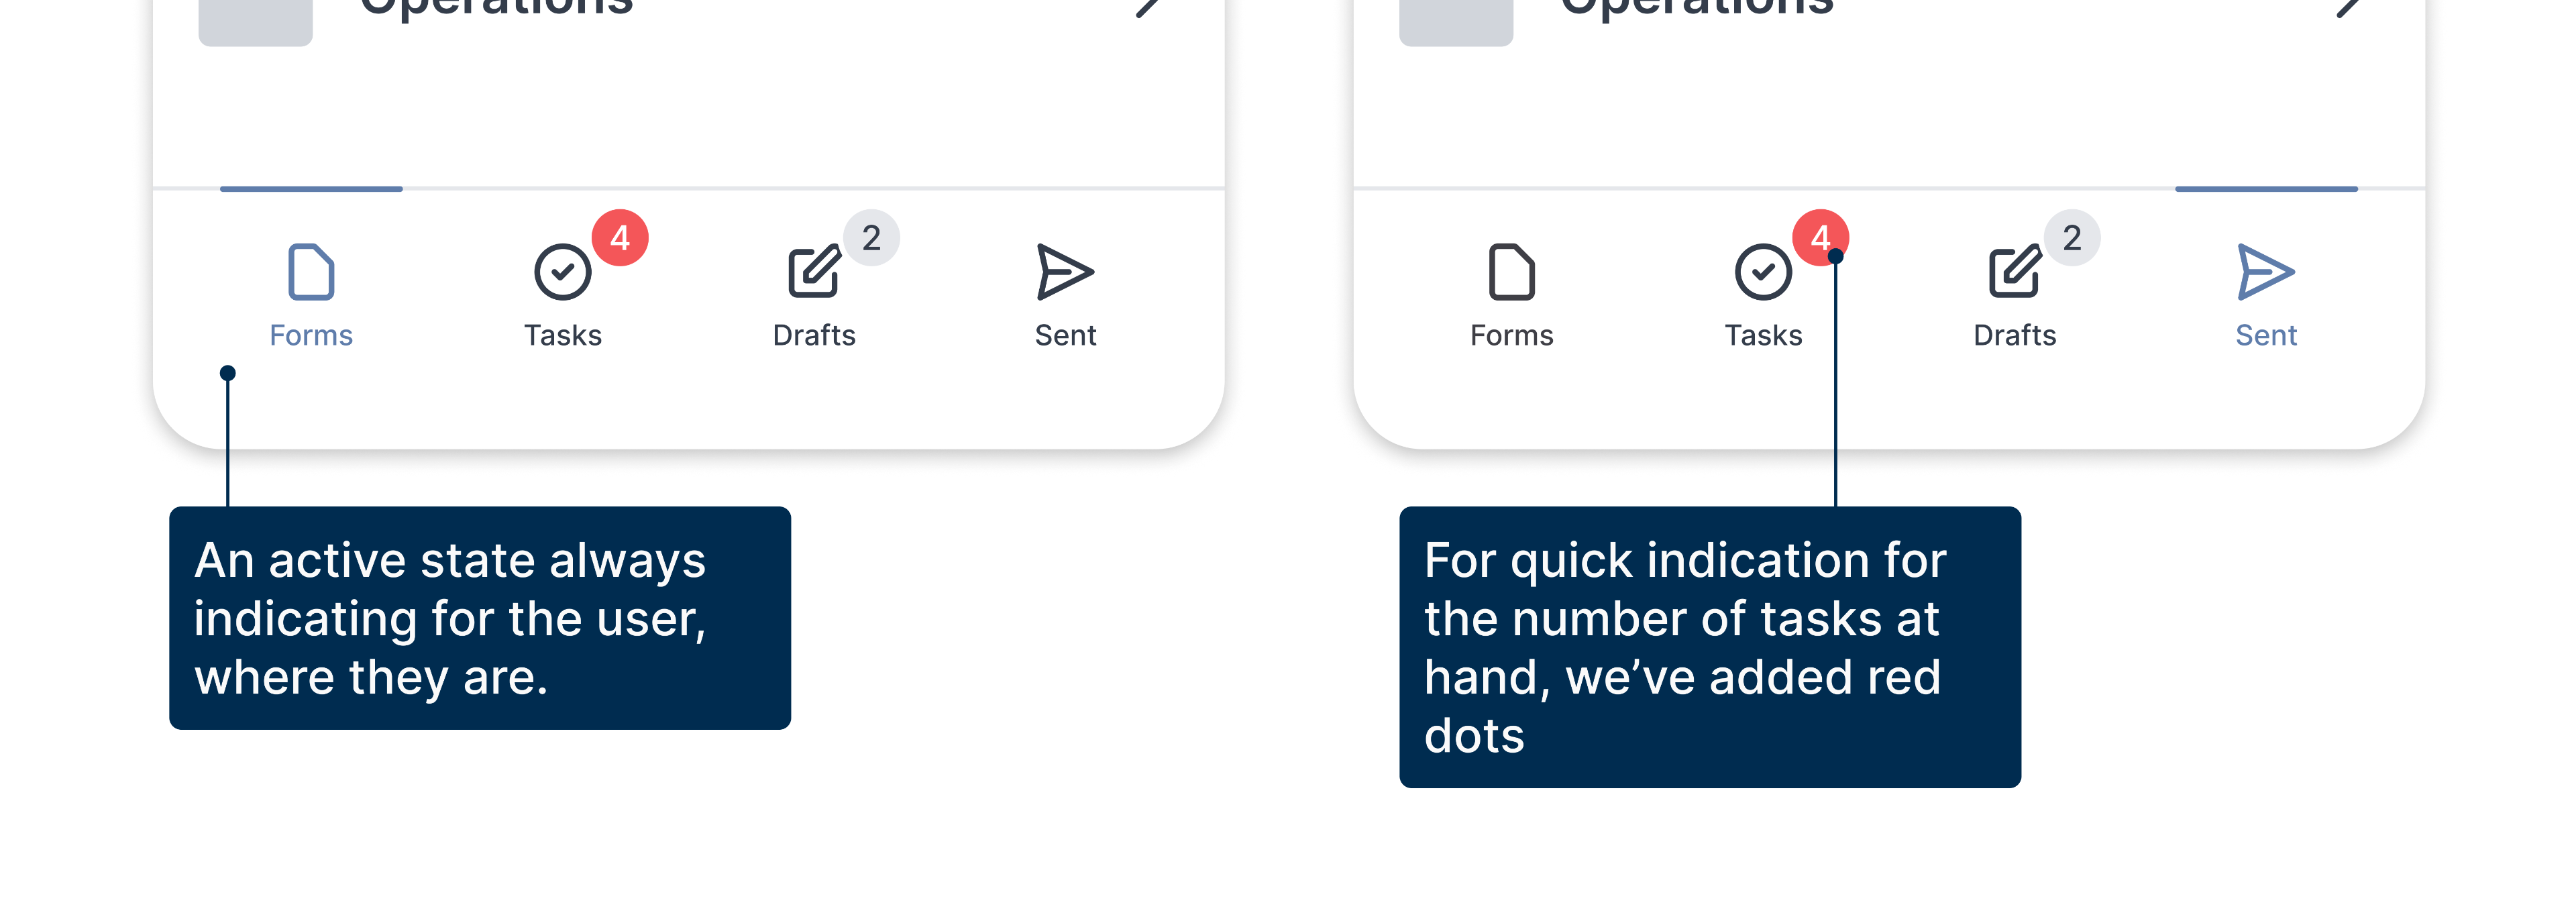 Operations
Operations
4
2
Forms
Tasks
Drafts
Sent
4
2
Forms
Tasks
Drafts
Sent
An active state always
indicating for the user,
where they are.
For quick indication for
the number of tasks at
hand, we’ve added red
dots